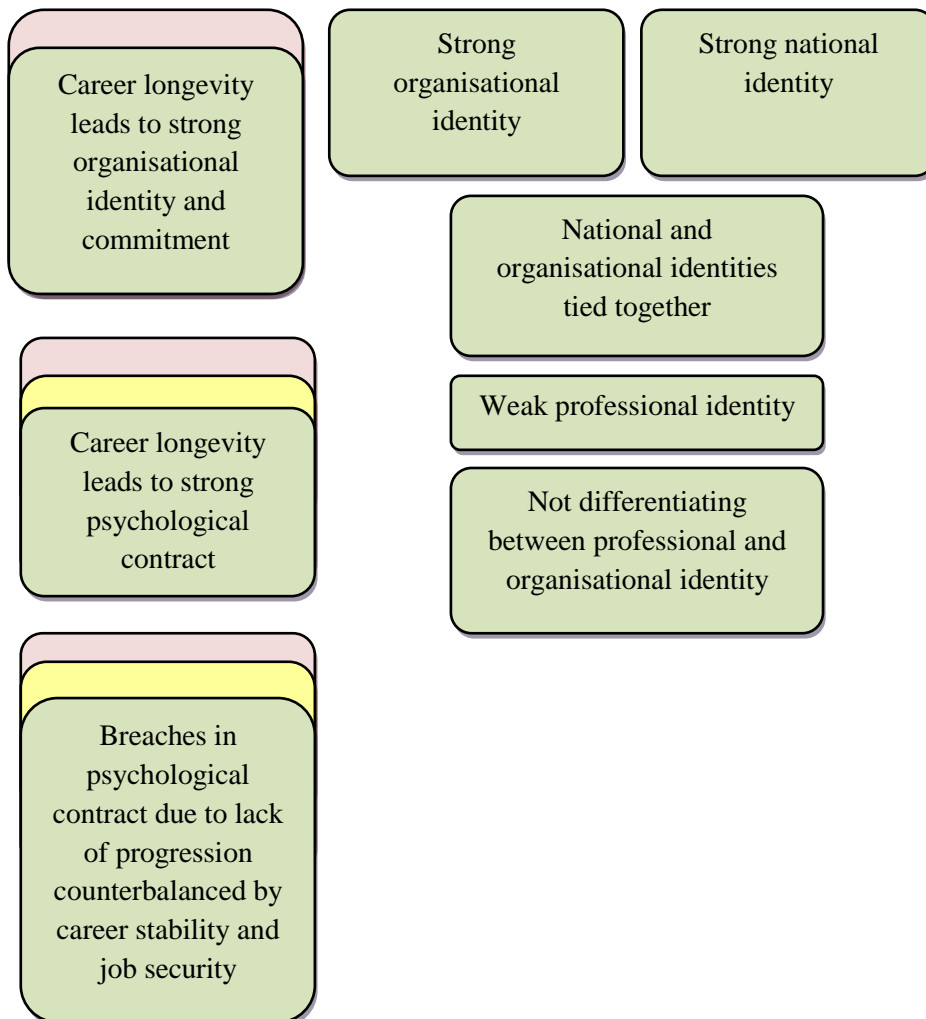 Career longevity
leads to strong
organisational
identity and
commitment
Strong
organisational
identity
Strong national
identity
National and
organisational identities
tied together
Weak professional identity
Not differentiating
between professional and
organisational identity
Career longevity
leads to strong
psychological
contract
Breaches in
psychological
contract due to lack
of progression
counterbalanced by
career stability and
job security